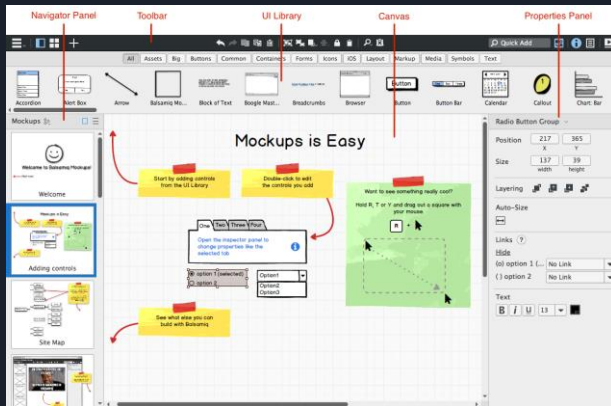 Navigator Panel
Toolbar
UI Library
Canvas
Properties Panel
Quick Add
All Assets Big Buttons Common Containers Forms Icons iOS Layout Markup Media Symbols Text
Accordion
Alert Box
Arrow
Balsamiq Mo...
Block of Text
Google Mast...
Breadcrumbs
Browser
Button
Button
Button Bar
Calendar
Callout
Chart: Bar
Mockups
Welcome to Balsamiq Mockups!
Welcome
Adding controls
Site Map
Mockups is Easy
Start by adding controls
from the UI Library
Double-click to edit
the controls you add
One Two Three Four
Open the inspector panel to
change properties like the
selected tab
option 1 (selected)
option 2
Option1
Option2
Option3
See what else you can
build with Balsamiq
Want to see something really cool?
Hold R, T or Y and drag out a square with
your mouse.
R +
Radio Button Group
Position 217 365
X Y
Size 137 39
width height
Layering
Auto-Size
Links ?
Hide
(o) option 1 (... No Link
( ) option 2 No Link
Text
B i U 13